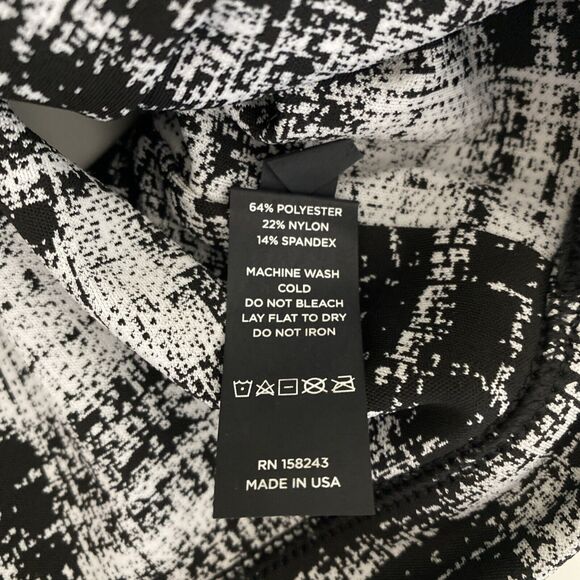 64% POLYESTER
22% NYLON
14% SPANDEX
MACHINE WASH
COLD
DO NOT BLEACH
LAY FLAT TO DRY
DO NOT IRON
RN 158243
MADE IN USA